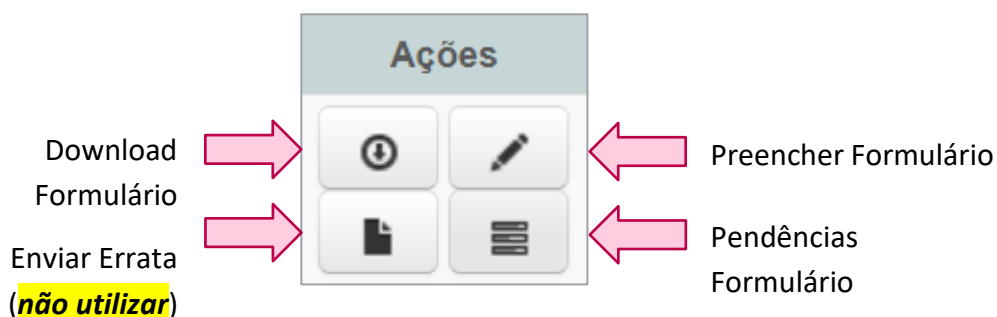 Ações
Download
Formulário
Preencher Formulário
Enviar Errata
(não utilizar)
Pendências
Formulário